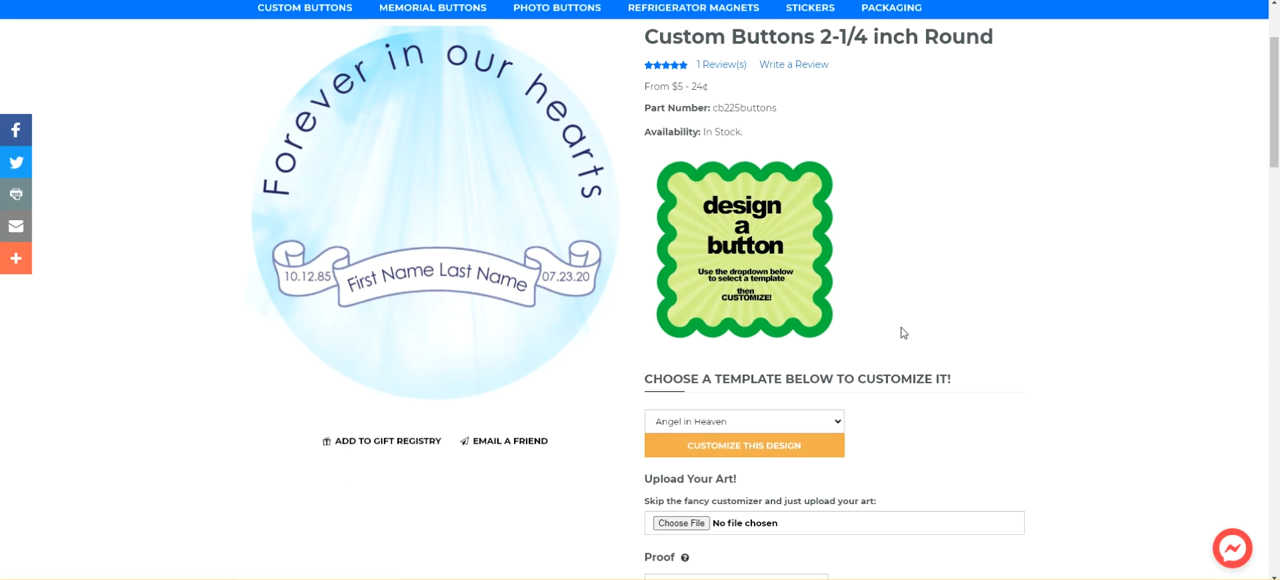 CUSTOM BUTTONS MEMORIAL BUTTONS PHOTO BUTTONS REFRIGERATOR MAGNETS STICKERS PACKAGING
Forever in our hearts
10.12.85 First Name Last Name 07.23.20
ADD TO GIFT REGISTRY EMAIL A FRIEND
Custom Buttons 2-1/4 inch Round
1 Review(s) Write a Review
From $5 - 24¢
Part Number: cb225buttons
Availability: In Stock.
design
a
button
Use the dropdown below
to select a template
then
CUSTOMIZE!
CHOOSE A TEMPLATE BELOW TO CUSTOMIZE IT!
Angel in Heaven
CUSTOMIZE THIS DESIGN
Upload Your Art!
Skip the fancy customizer and just upload your art:
Choose File No file chosen
Proof